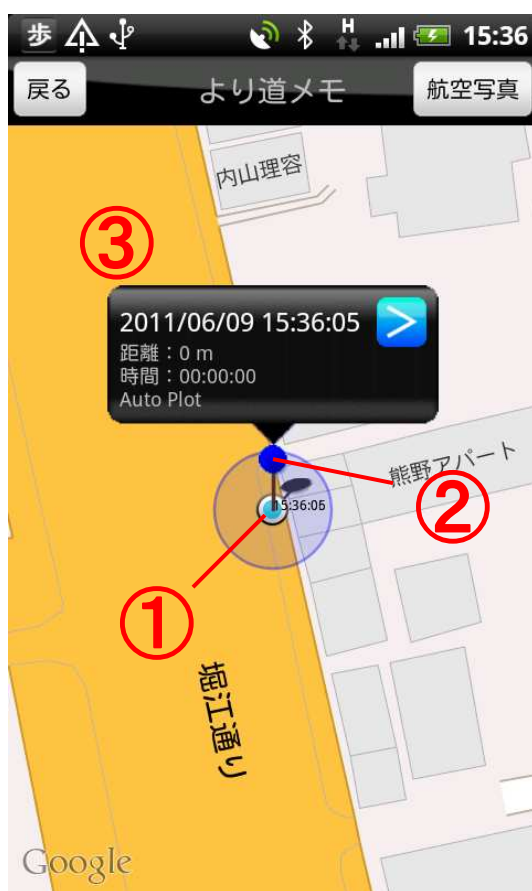 歩 H 15:36
戻る より道メモ 航空写真
内山理容
③
2011/06/09 15:36:05 >
距離：0 m
時間：00:00:00
Auto Plot
熊野アパート
②
15:36:05
①
堀江通り
Google